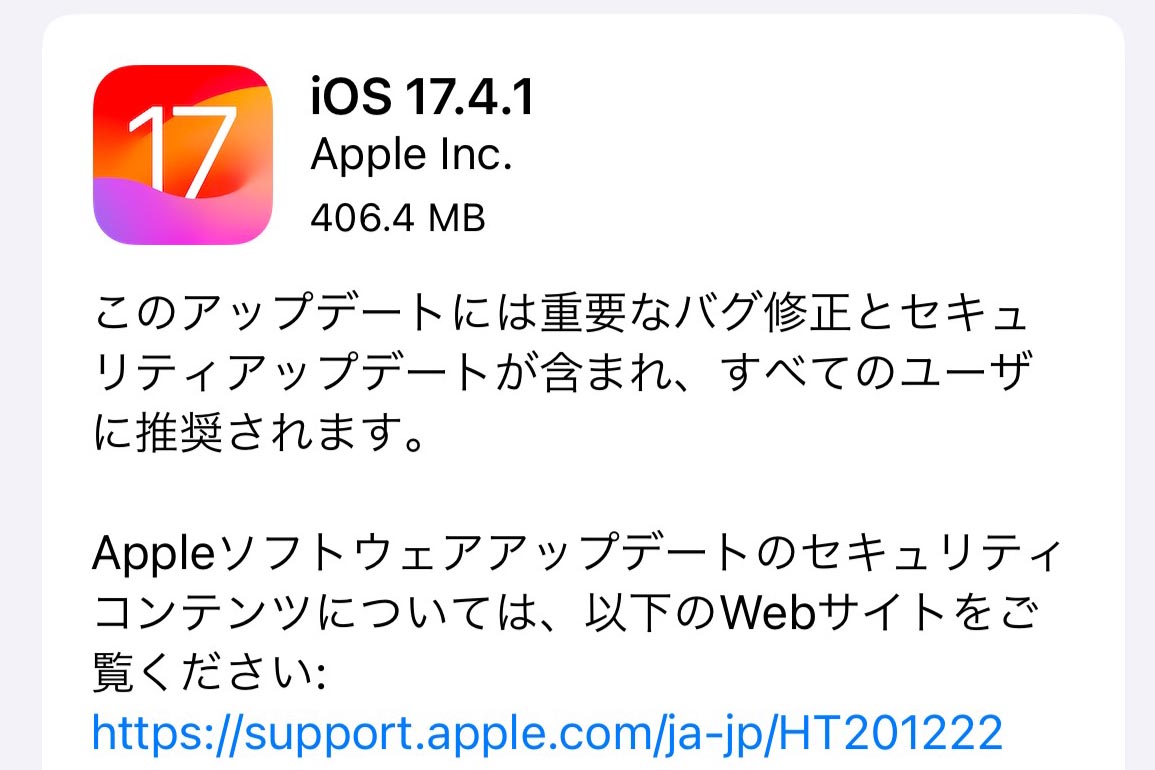 17
iOS 17.4.1
Apple Inc.
406.4 MB
このアップデートには重要なバグ修正とセキュ
リティアップデートが含まれ、すべてのユーザ
に推奨されます。
Appleソフトウェアアップデートのセキュリティ
コンテンツについては、以下のWebサイトをご
覧ください:
https://support.apple.com/ja-jp/HT201222